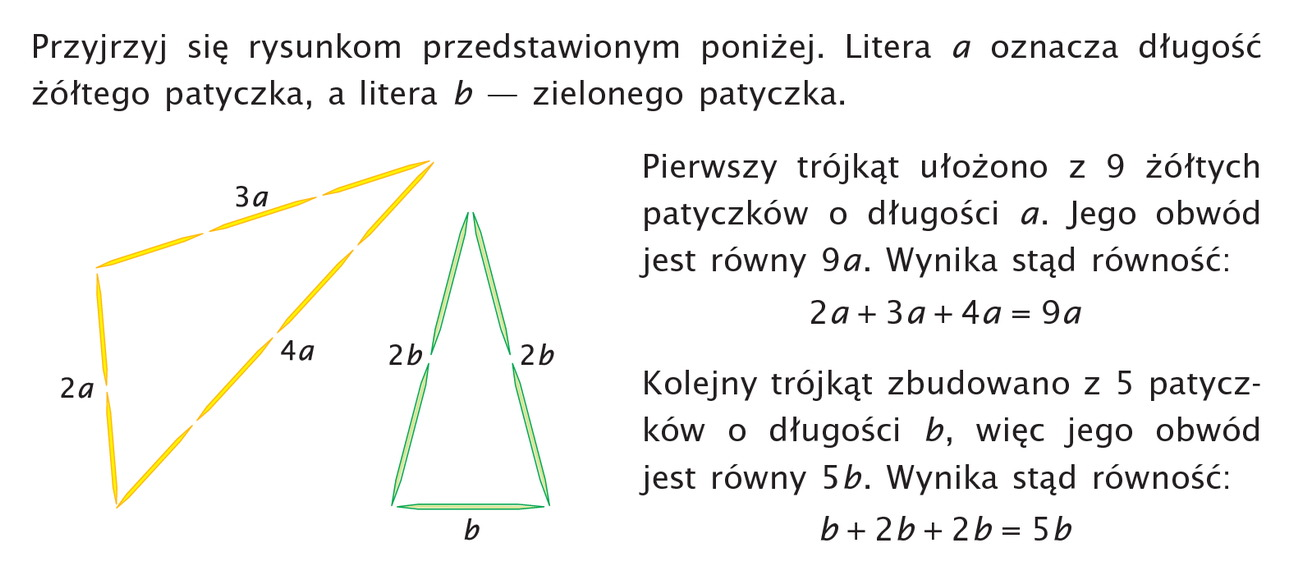 Przyjrzyj się rysunkom przedstawionym poniżej. Litera a oznacza długość
żółtego patyczka, a litera b — zielonego patyczka.
3a
2a
4a
2b
2b
b
Pierwszy trójkąt ułożono z 9 żółtych
patyczków o długości a. Jego obwód
jest równy 9a. Wynika stąd równość:
2a + 3a + 4a = 9a
Kolejny trójkąt zbudowano z 5 patycz-
ków o długości b, więc jego obwód
jest równy 5b. Wynika stąd równość:
b + 2b + 2b = 5b